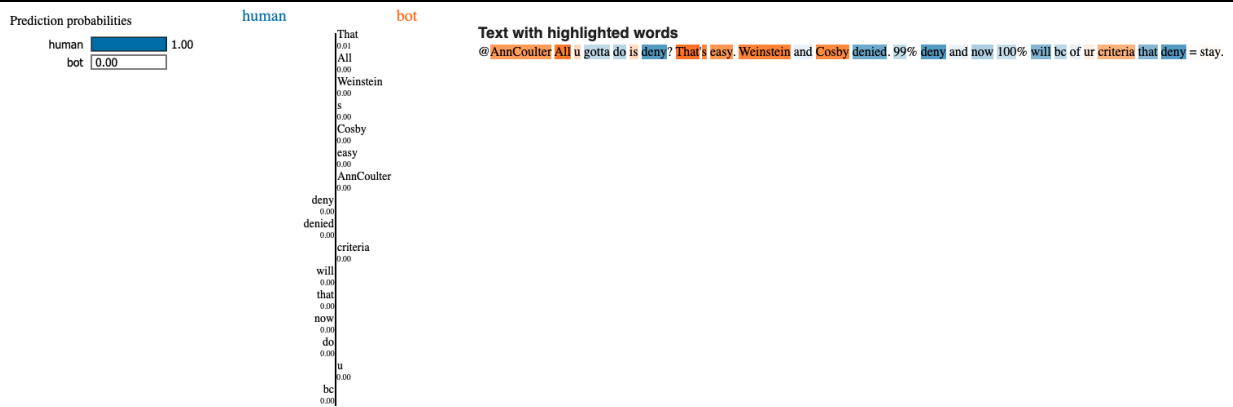 Prediction probabilities
human 1.00
bot 0.00
human bot
That
0.01
All
0.00
Weinstein
0.00
s
0.00
Cosby
0.00
easy
0.00
AnnCoulter
0.00
deny
0.00
denied
0.00
criteria
0.00
will
0.00
that
0.00
now
0.00
do
0.00
u
0.00
bc
0.00
Text with highlighted words
@AnnCoulter All u gotta do is deny? That's easy. Weinstein and Cosby denied. 99% deny and now 100% will bc of ur criteria that deny = stay.